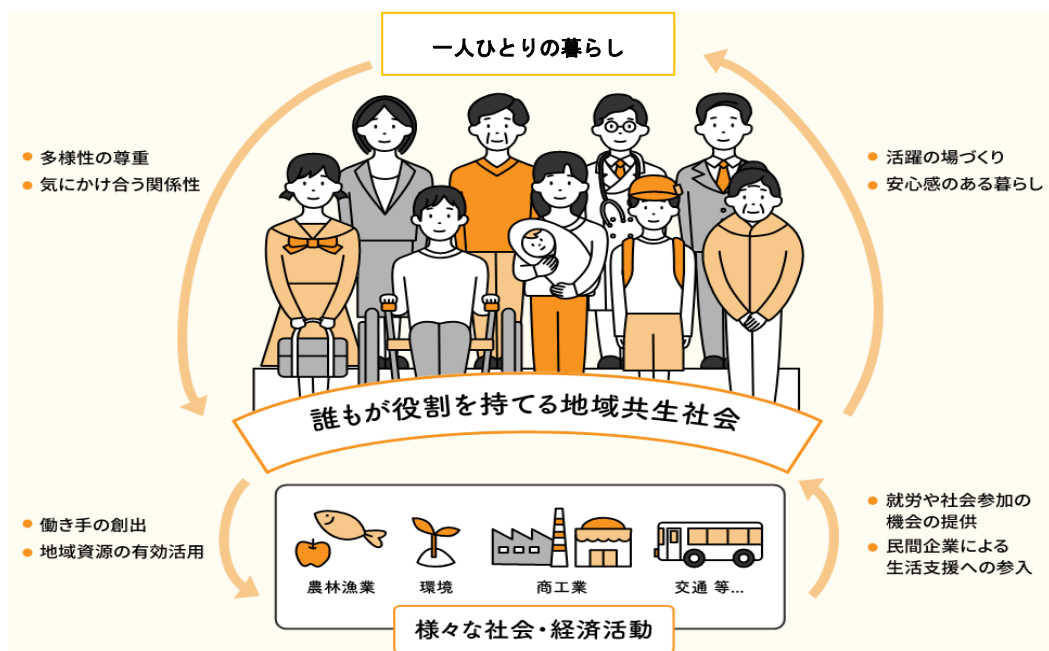 一人ひとりの暮らし
多様性の尊重
気にかけ合う関係性
活躍の場づくり
安心感のある暮らし
誰もが役割を持てる地域共生社会
働き手の創出
地域資源の有効活用
就労や社会参加の
機会の提供
民間企業による
生活支援への参入
農林漁業
環境
商工業
交通 等...
様々な社会・経済活動